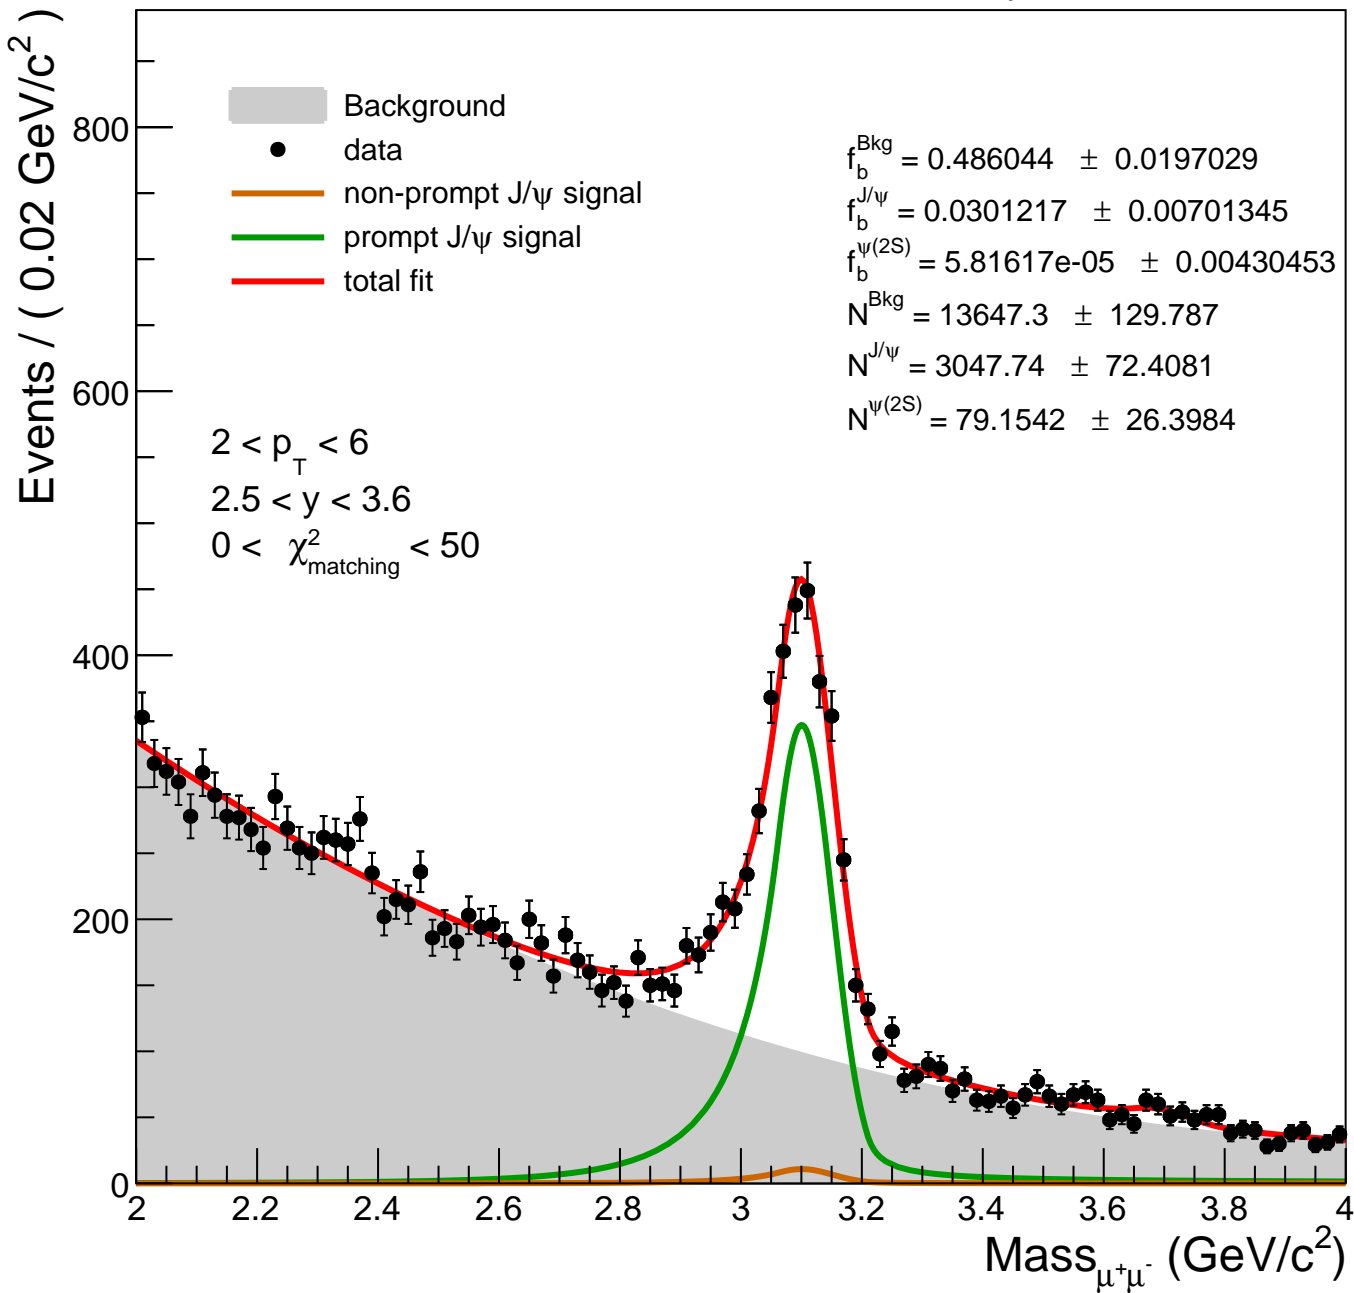 Events / ( 0.02 GeV/c²)
800
600
400
200
0
Background
data
non-prompt J/ψ signal
prompt J/ψ signal
total fit
f_b^Bkg = 0.486044 ± 0.0197029
f_b^J/ψ = 0.0301217 ± 0.00701345
f_b^ψ(2S) = 5.81617e-05 ± 0.00430453
N^Bkg = 13647.3 ± 129.787
N^J/ψ = 3047.74 ± 72.4081
N^ψ(2S) = 79.1542 ± 26.3984
2 < p_T < 6
2.5 < y < 3.6
0 < χ²_matching < 50
2 2.2 2.4 2.6 2.8 3 3.2 3.4 3.6 3.8 4
Mass_μ⁺μ⁻ (GeV/c²)